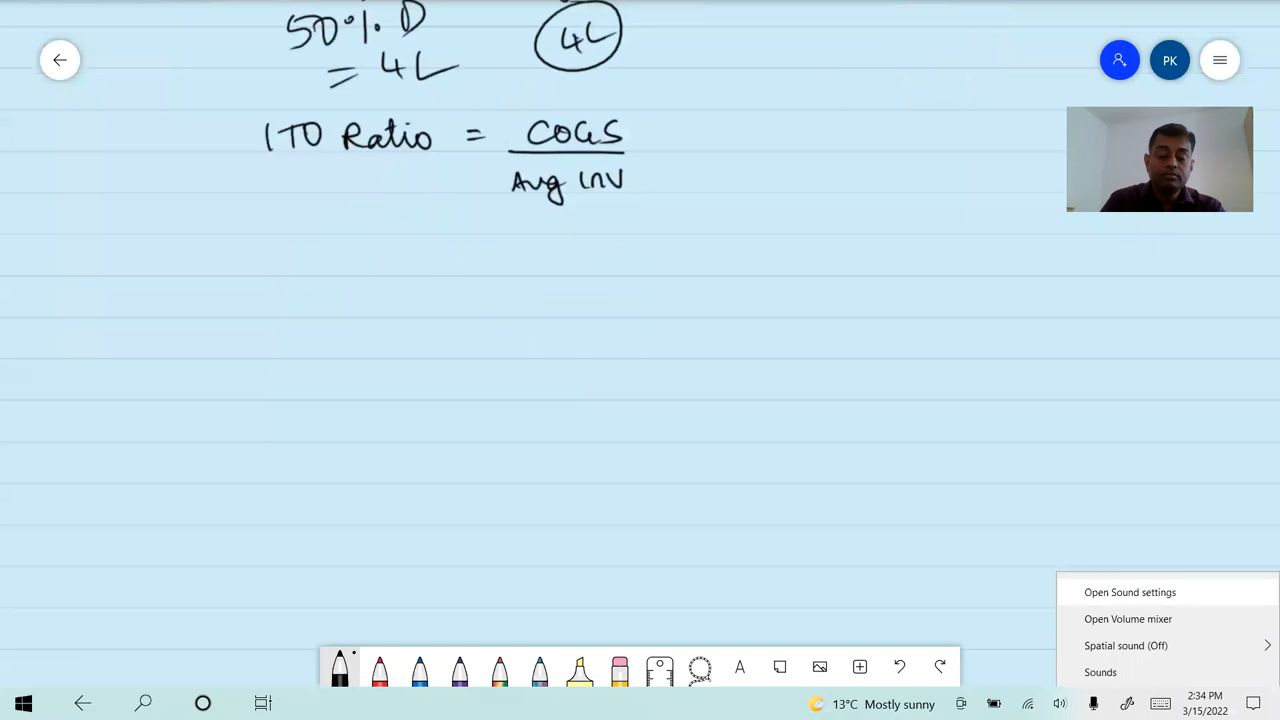 50% D
= 4L
4L
ITO Ratio = COGS
Avg Inv
PK
Open Sound settings
Open Volume mixer
Spatial sound (Off)
Sounds
A
13°C Mostly sunny
2:34 PM
3/15/2022